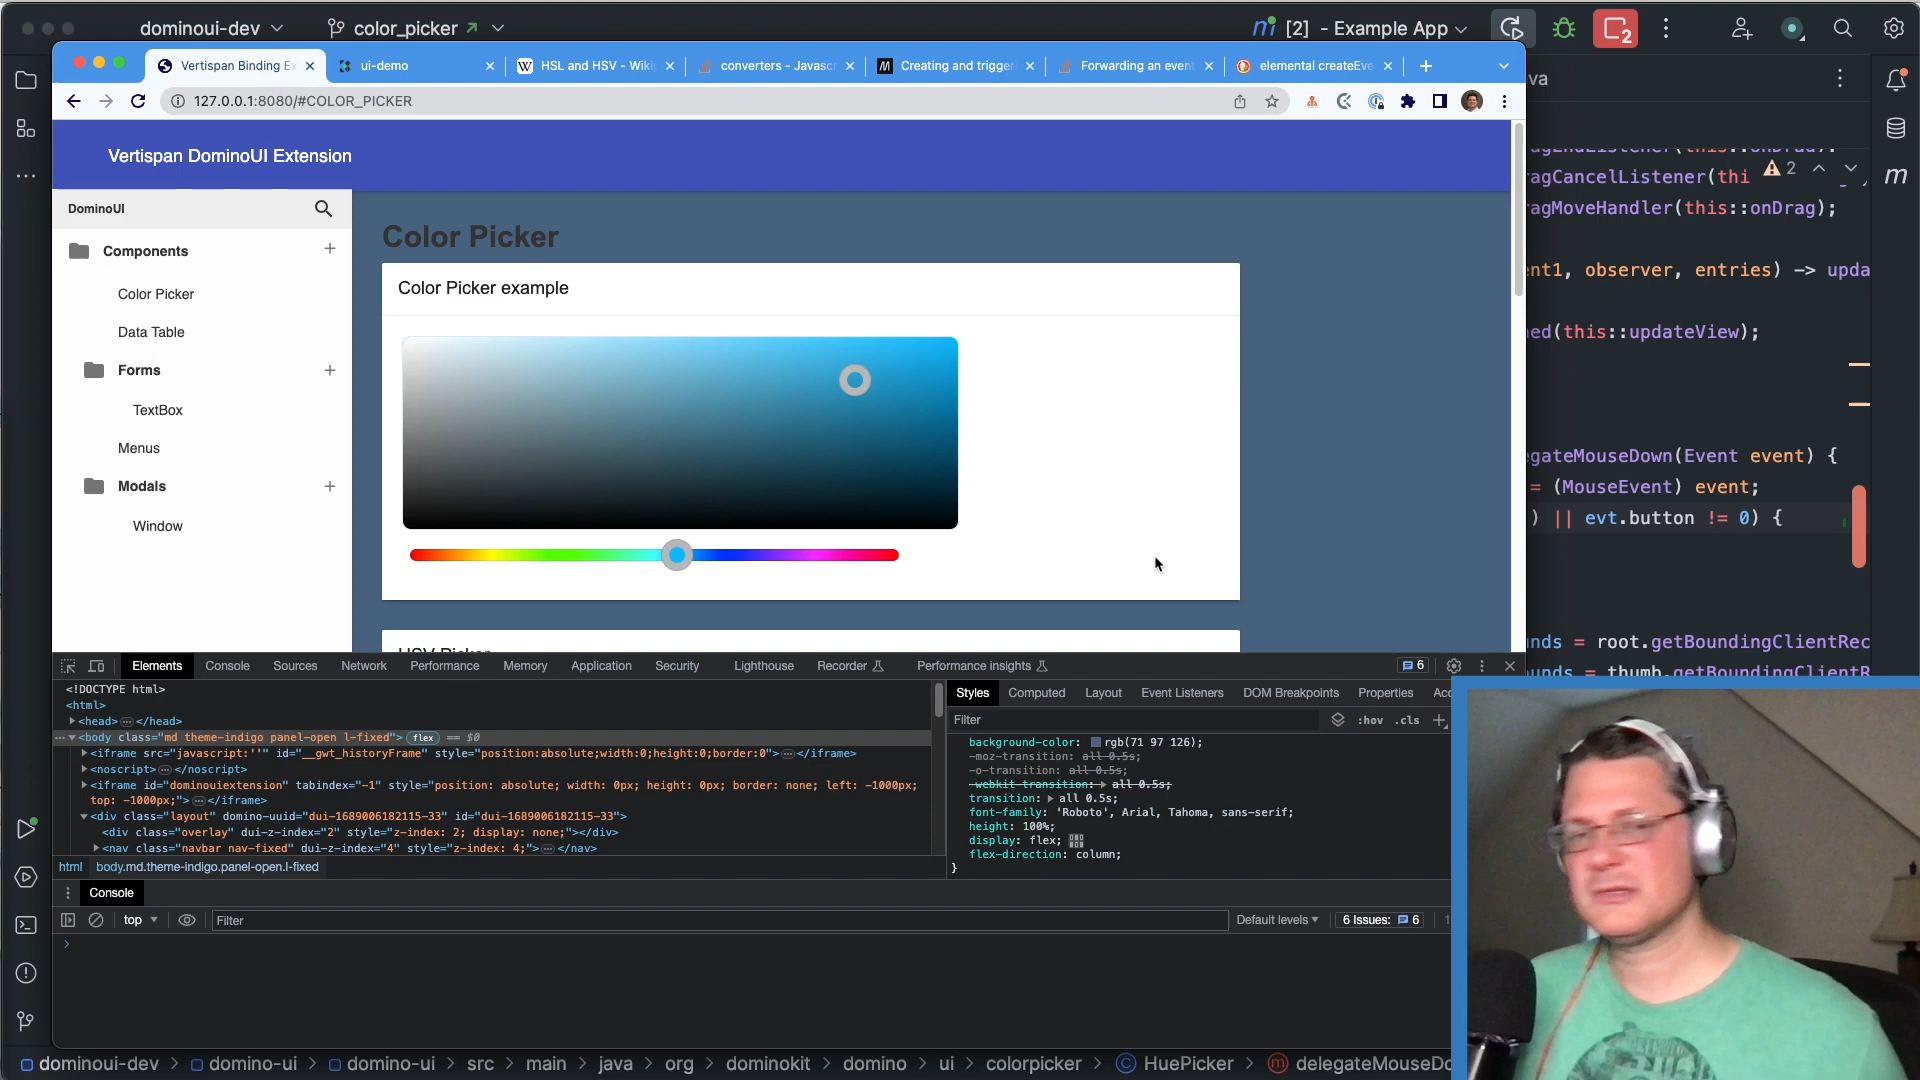 dominoui-dev
color_picker
[2] - Example App
2
Vertispan Binding Ex
ui-demo
HSL and HSV - Wiki
converters - Javasc
Creating and trigger
Forwarding an event
elemental createEve
va
127.0.0.1:8080/#COLOR_PICKER
Vertispan DominoUI Extension
DominoUI
Components
Color Picker
Data Table
Forms
TextBox
Menus
Modals
Window
Color Picker
Color Picker example
HSV Picker
2
agCancelListener(thi
agMoveHandler(this::onDrag);
nt1, observer, entries) -> upda
ed(this::updateView);
gateMouseDown(Event event) {
= (MouseEvent) event;
) || evt.button != 0) {
nds = root.getBoundingClientRec
nds = thumb.getBoundingClientR
m
Elements
Console
Sources
Network
Performance
Memory
Application
Security
Lighthouse
Recorder
Performance insights
6
<!DOCTYPE html>
<html>
<head> </head>
<body class="md theme-indigo panel-open l-fixed"> flex == $0
<iframe src="javascript:''" id="__gwt_historyFrame" style="position:absolute;width:0;height:0;border:0"> </iframe>
<noscript> </noscript>
<iframe id="dominouiextension" tabindex="-1" style="position: absolute; width: 0px; height: 0px; border: none; left: -1000px;
top: -1000px;"> </iframe>
<div class="layout" domino-uuid="dui-1689006182115-33" id="dui-1689006182115-33">
<div class="overlay" dui-z-index="2" style="z-index: 2; display: none;"></div>
<nav class="navbar nav-fixed" dui-z-index="4" style="z-index: 4;"> </nav>
html
body.md.theme-indigo.panel-open.l-fixed
Styles
Computed
Layout
Event Listeners
DOM Breakpoints
Properties
Acc
Filter
:hov
.cls
background-color: rgb(71 97 126);
-moz-transition: all 0.5s;
-o-transition: all 0.5s;
-webkit-transition: all 0.5s;
transition: all 0.5s;
font-family: 'Roboto', Arial, Tahoma, sans-serif;
height: 100%;
display: flex;
flex-direction: column;
}
Console
top
Filter
Default levels
6 Issues: 6
dominoui-dev > domino-ui > domino-ui > src > main > java > org > dominokit > domino > ui > colorpicker > HuePicker > delegateMouseDo